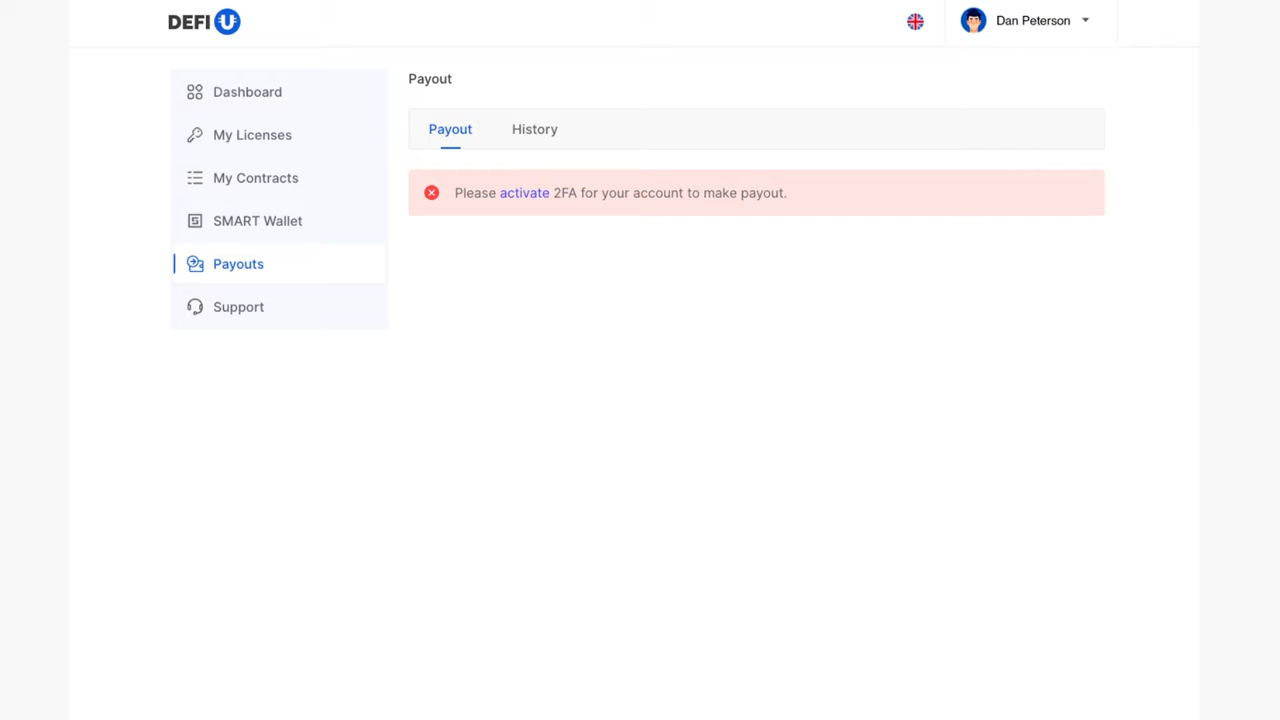 DEFI U
Dan Peterson
Dashboard
My Licenses
My Contracts
SMART Wallet
Payouts
Support
Payout
Payout
History
Please activate 2FA for your account to make payout.